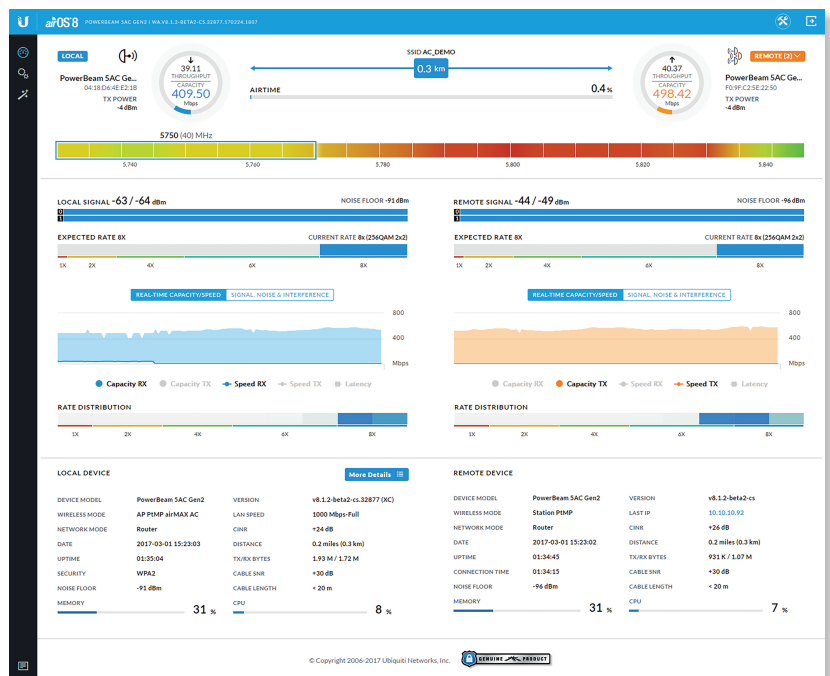 airOS 8 POWERBEAM 5AC GEN2 | WA.V8.1.2-BETA2-CS.32877.170224.1607
LOCAL
PowerBeam 5AC Ge...
04:18:D6:4E:E2:1B
TX POWER
-4 dBm
39.11
THROUGHPUT
CAPACITY
409.50
Mbps
SSID AC_DEMO
0.3 km
AIRTIME 0.4 %
40.37
THROUGHPUT
CAPACITY
498.42
Mbps
REMOTE (2)
PowerBeam 5AC Ge...
F0:9F:C2:5E:22:50
TX POWER
-4 dBm
5750 (40) MHz
5.740 5.760 5.780 5.800 5.820 5.840
LOCAL SIGNAL -63 / -64 dBm NOISE FLOOR -91 dBm
0
1
EXPECTED RATE 8X CURRENT RATE 8x (256QAM 2x2)
1X 2X 4X 6X 8X
REAL-TIME CAPACITY/SPEED SIGNAL, NOISE & INTERFERENCE
800
400
Mbps
Capacity RX Capacity TX Speed RX Speed TX Latency
RATE DISTRIBUTION
1X 2X 4X 6X 8X
REMOTE SIGNAL -44 / -49 dBm NOISE FLOOR -96 dBm
0
1
EXPECTED RATE 8X CURRENT RATE 8x (256QAM 2x2)
1X 2X 4X 6X 8X
REAL-TIME CAPACITY/SPEED SIGNAL, NOISE & INTERFERENCE
800
400
Mbps
Capacity RX Capacity TX Speed RX Speed TX Latency
RATE DISTRIBUTION
1X 2X 4X 6X 8X
LOCAL DEVICE More Details
DEVICE MODEL PowerBeam 5AC Gen2 VERSION v8.1.2-beta2-cs.32877 (XC)
WIRELESS MODE AP PtMP airMAX AC LAN SPEED 1000 Mbps-Full
NETWORK MODE Router CINR +24 dB
DATE 2017-03-01 15:23:03 DISTANCE 0.2 miles (0.3 km)
UPTIME 01:35:04 TX/RX BYTES 1.93 M / 1.72 M
SECURITY WPA2 CABLE SNR +30 dB
NOISE FLOOR -91 dBm CABLE LENGTH < 20 m
MEMORY 31 % CPU 8 %
REMOTE DEVICE
DEVICE MODEL PowerBeam 5AC Gen2 VERSION v8.1.2-beta2-cs
WIRELESS MODE Station PtMP LAST IP 10.10.10.92
NETWORK MODE Router CINR +26 dB
DATE 2017-03-01 15:23:02 DISTANCE 0.2 miles (0.3 km)
UPTIME 01:34:45 TX/RX BYTES 931 K / 1.07 M
CONNECTION TIME 01:34:15 CABLE SNR +30 dB
NOISE FLOOR -96 dBm CABLE LENGTH < 20 m
MEMORY 31 % CPU 7 %
© Copyright 2006-2017 Ubiquiti Networks, Inc. GENUINE PRODUCT